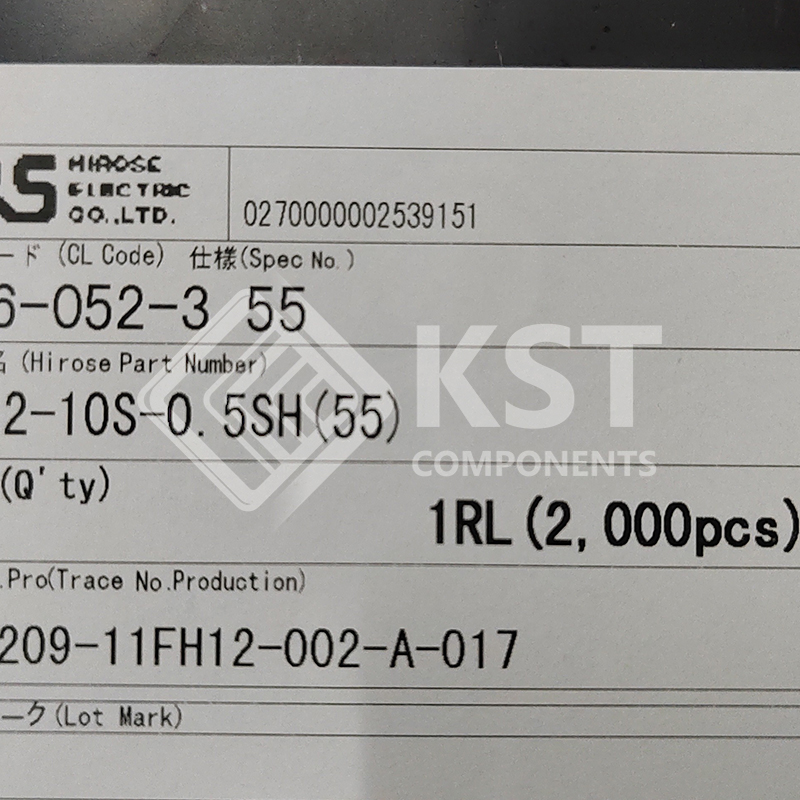 RS HIROSE
ELECTRIC
CO.,LTD.
0270000002539151
ード (CL Code) 仕様(Spec No.)
6-052-3 55
名 (Hirose Part Number)
2-10S-0.5SH(55)
(Q'ty)
1RL(2,000pcs)
.Pro(Trace No.Production)
209-11FH12-002-A-017
ーク(Lot Mark)
KST
COMPONENTS